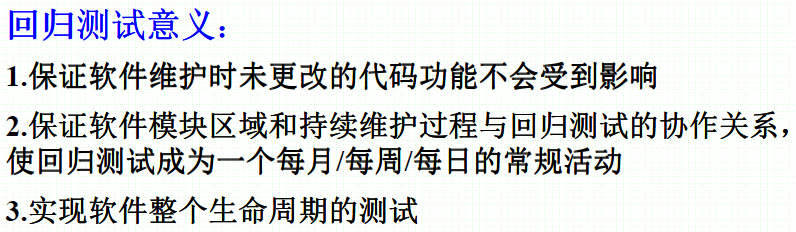 回归测试意义：
1.保证软件维护时未更改的代码功能不会受到影响
2.保证软件模块区域和持续维护过程与回归测试的协作关系，
使回归测试成为一个每月/每周/每日的常规活动
3.实现软件整个生命周期的测试